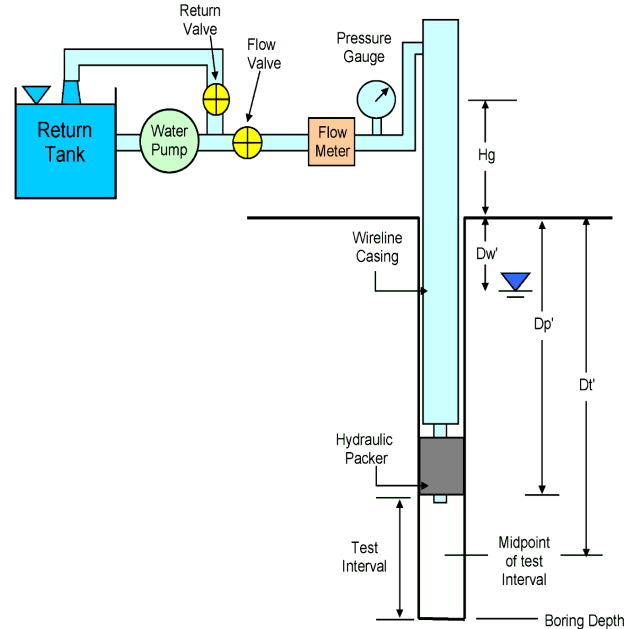 Return
Valve
Flow
Valve
Pressure
Gauge
Return
Tank
Water
Pump
Flow
Meter
Hg
Wireline
Casing
Dw'
Dp'
Dt'
Hydraulic
Packer
Test
Interval
Midpoint
of test
Interval
Boring Depth